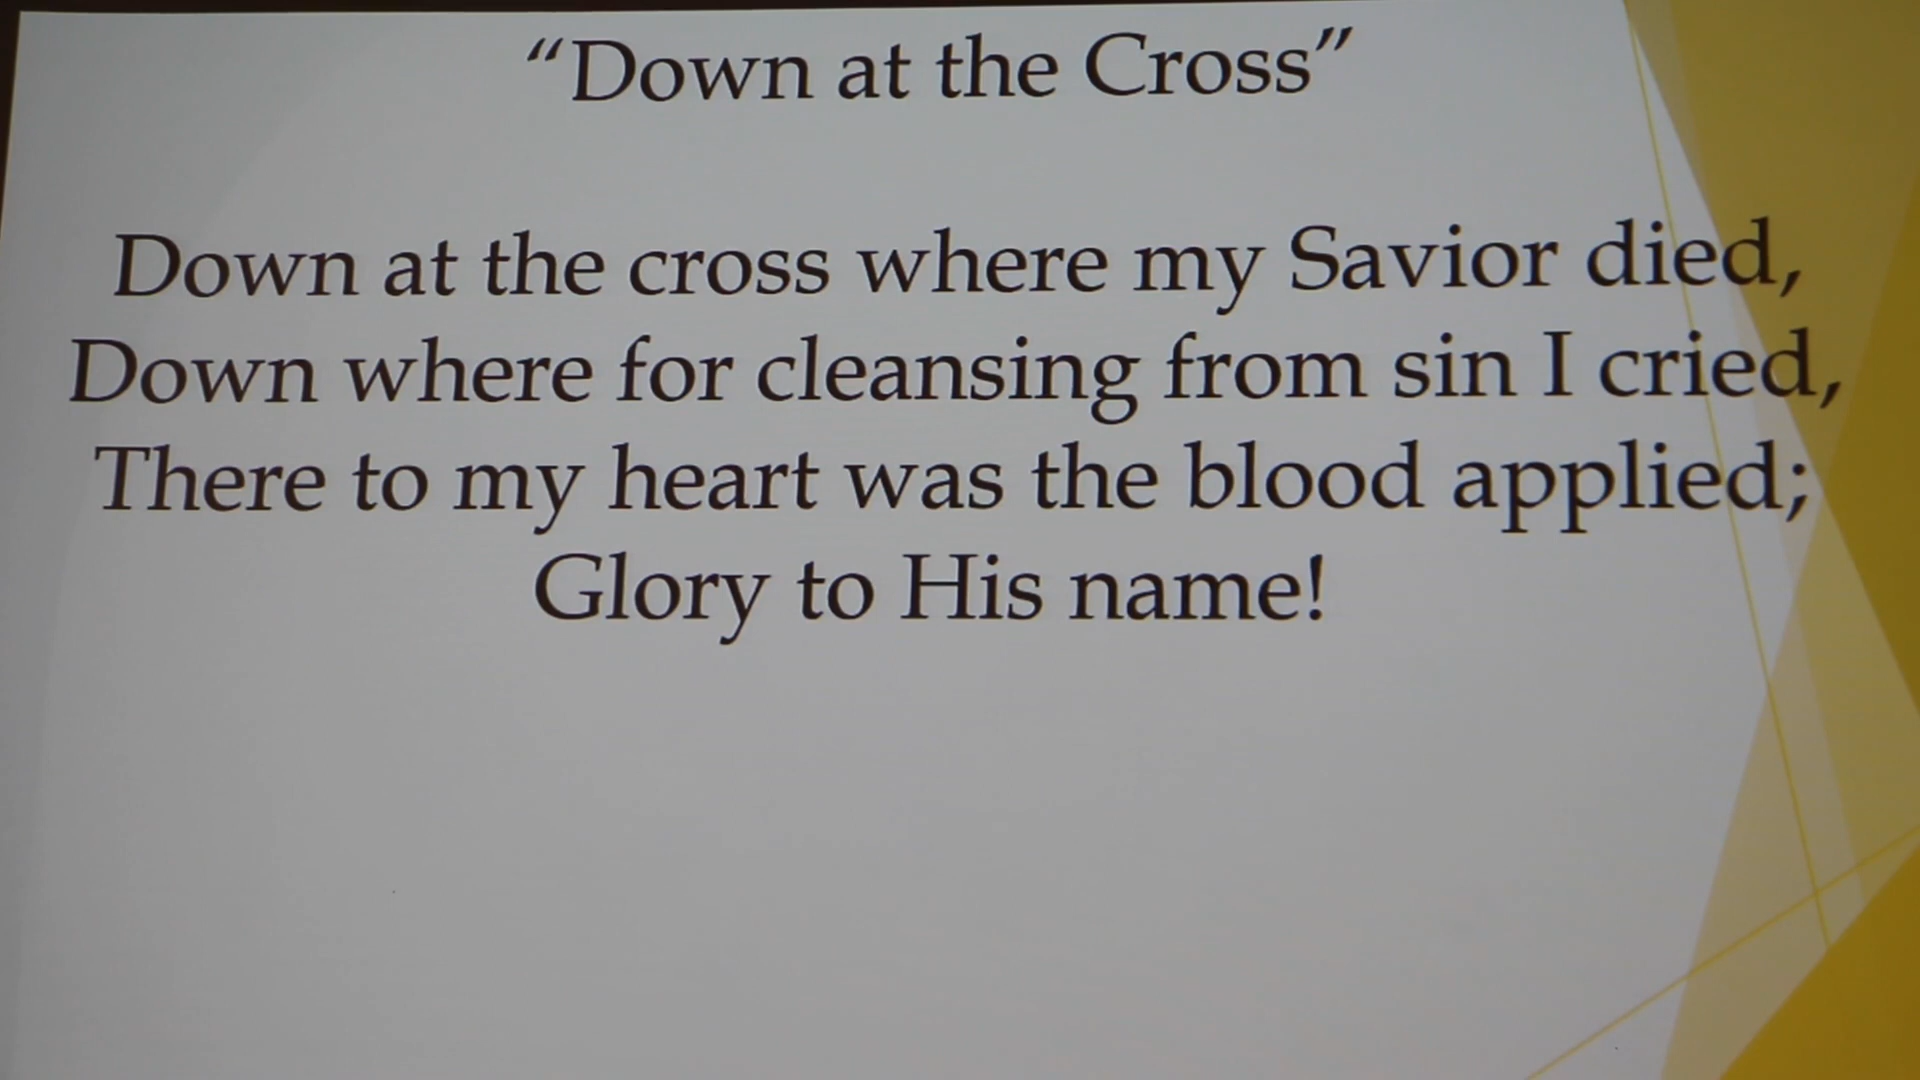 “Down at the Cross”
Down at the cross where my Savior died,
Down where for cleansing from sin I cried,
There to my heart was the blood applied;
Glory to His name!